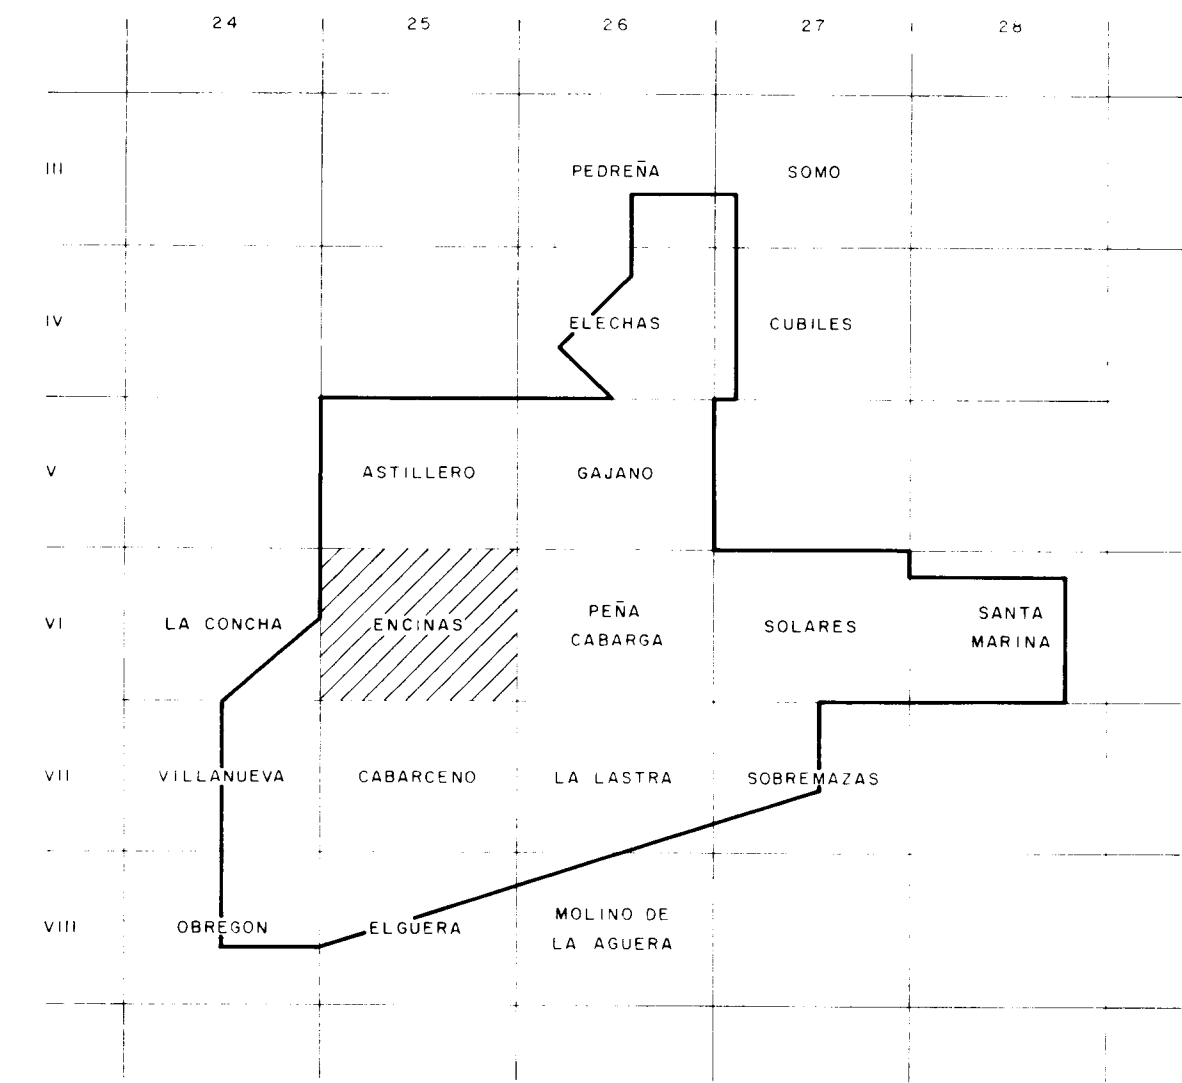 24 25 26 27 28
III PEDREÑA SOMO
IV ELECHAS CUBILES
V ASTILLERO GAJANO
VI LA CONCHA ENCINAS PEÑA
CABARGA SOLARES SANTA
MARINA
VII VILLANUEVA CABARCENO LA LASTRA SOBREMAZAS
VIII OBREGON ELGUERA MOLINO DE
LA AGUERA